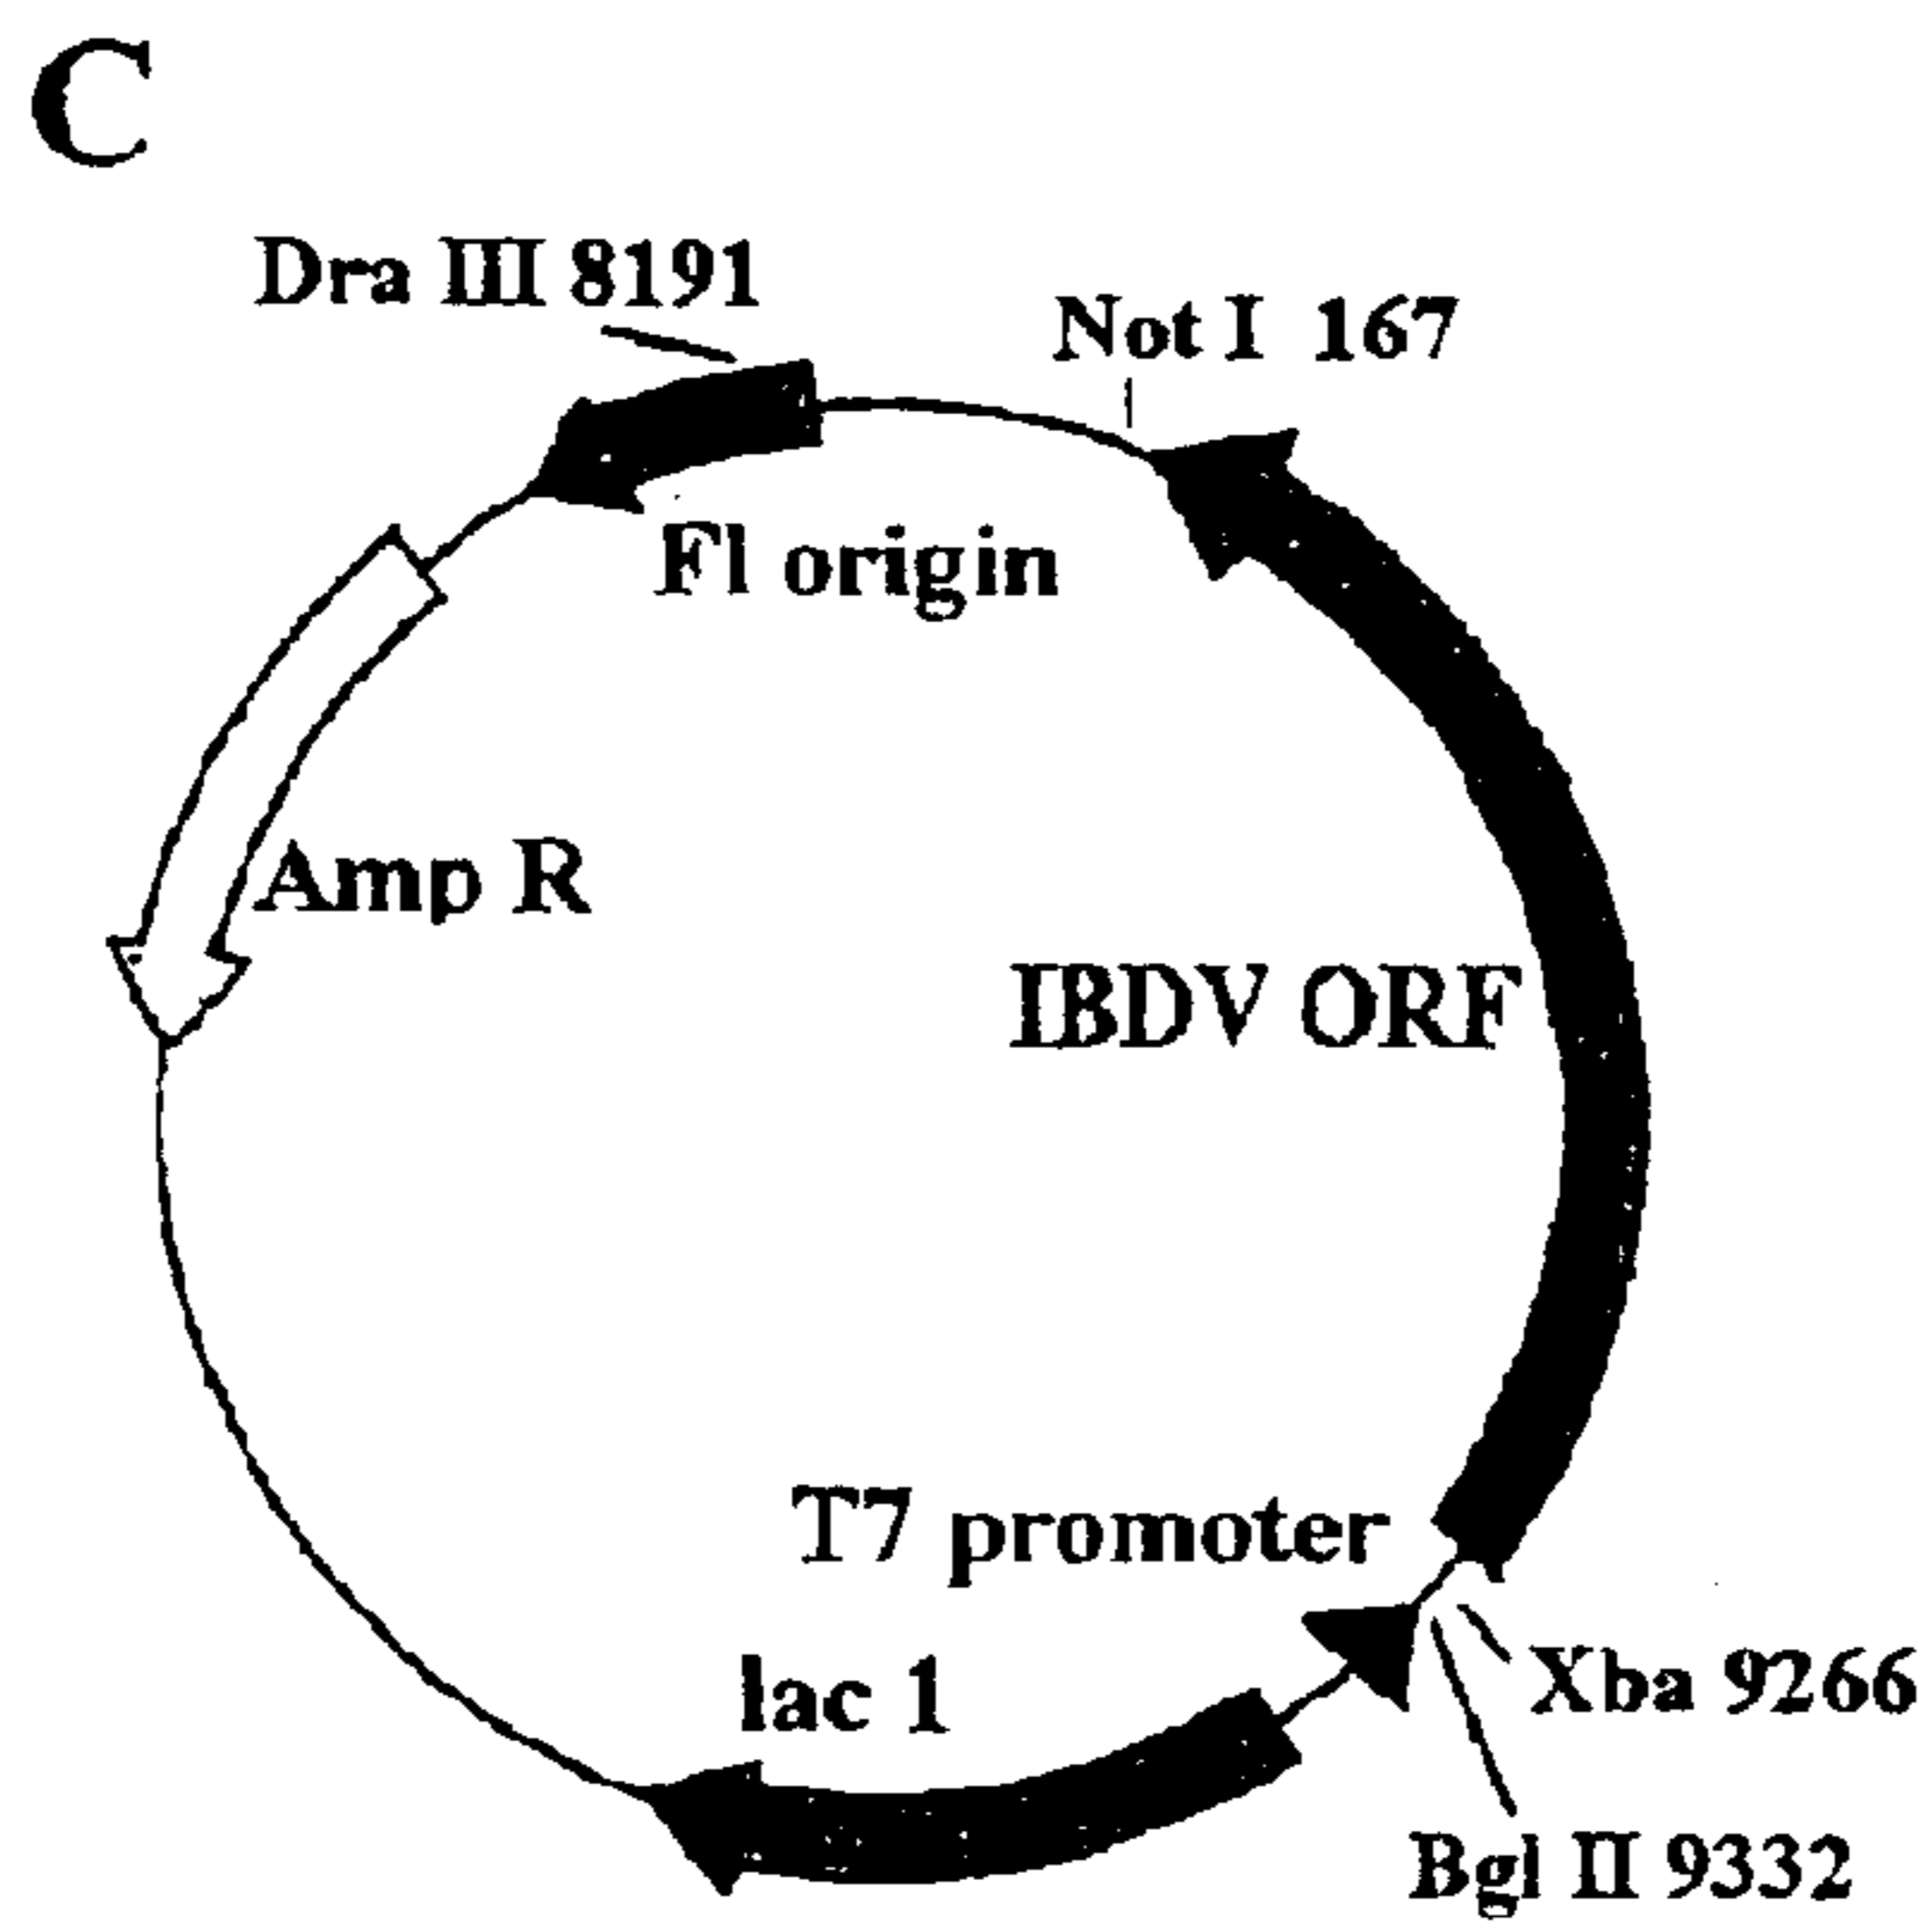 C
Dra III 8191
Not I 167
Fl origin
Amp R
IBDV ORF
T7 promoter
lac 1
Xba 9266
Bgl II 9332